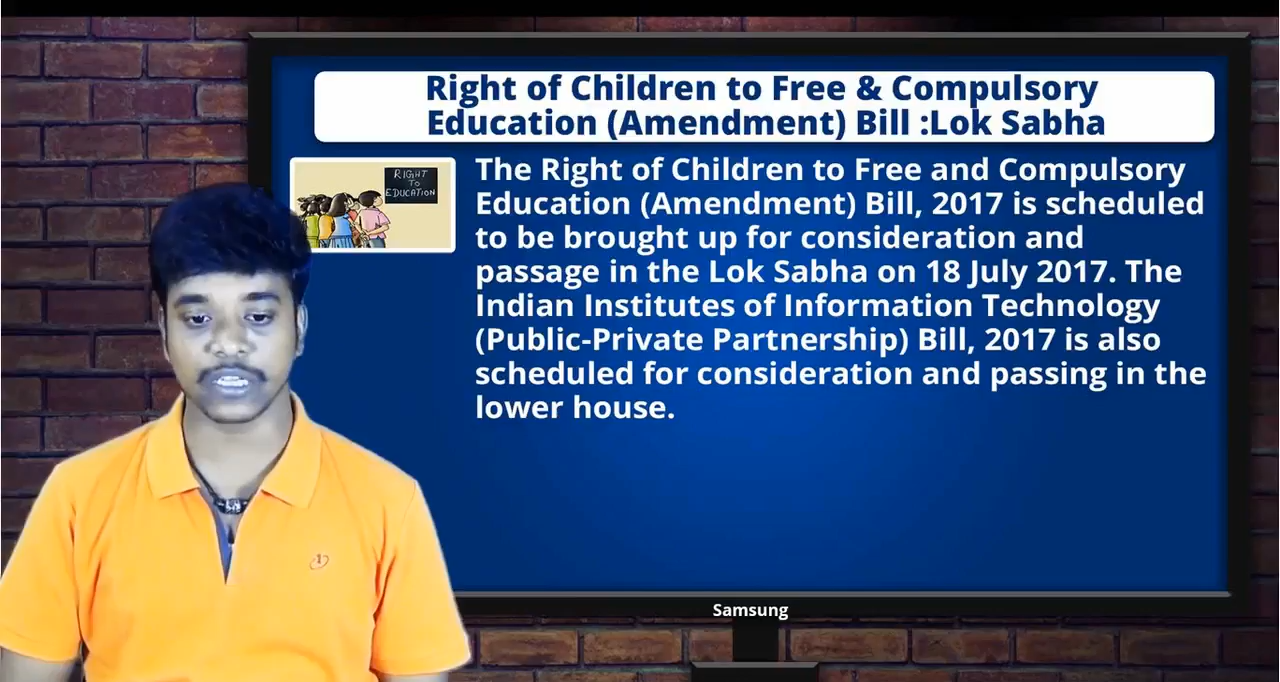 Right of Children to Free & Compulsory
Education (Amendment) Bill :Lok Sabha
RIGHT
TO
EDUCATION
The Right of Children to Free and Compulsory
Education (Amendment) Bill, 2017 is scheduled
to be brought up for consideration and
passage in the Lok Sabha on 18 July 2017. The
Indian Institutes of Information Technology
(Public-Private Partnership) Bill, 2017 is also
scheduled for consideration and passing in the
lower house.
Samsung